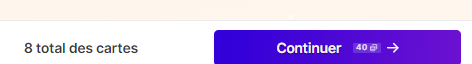 8 total des cartes
Continuer 40 →